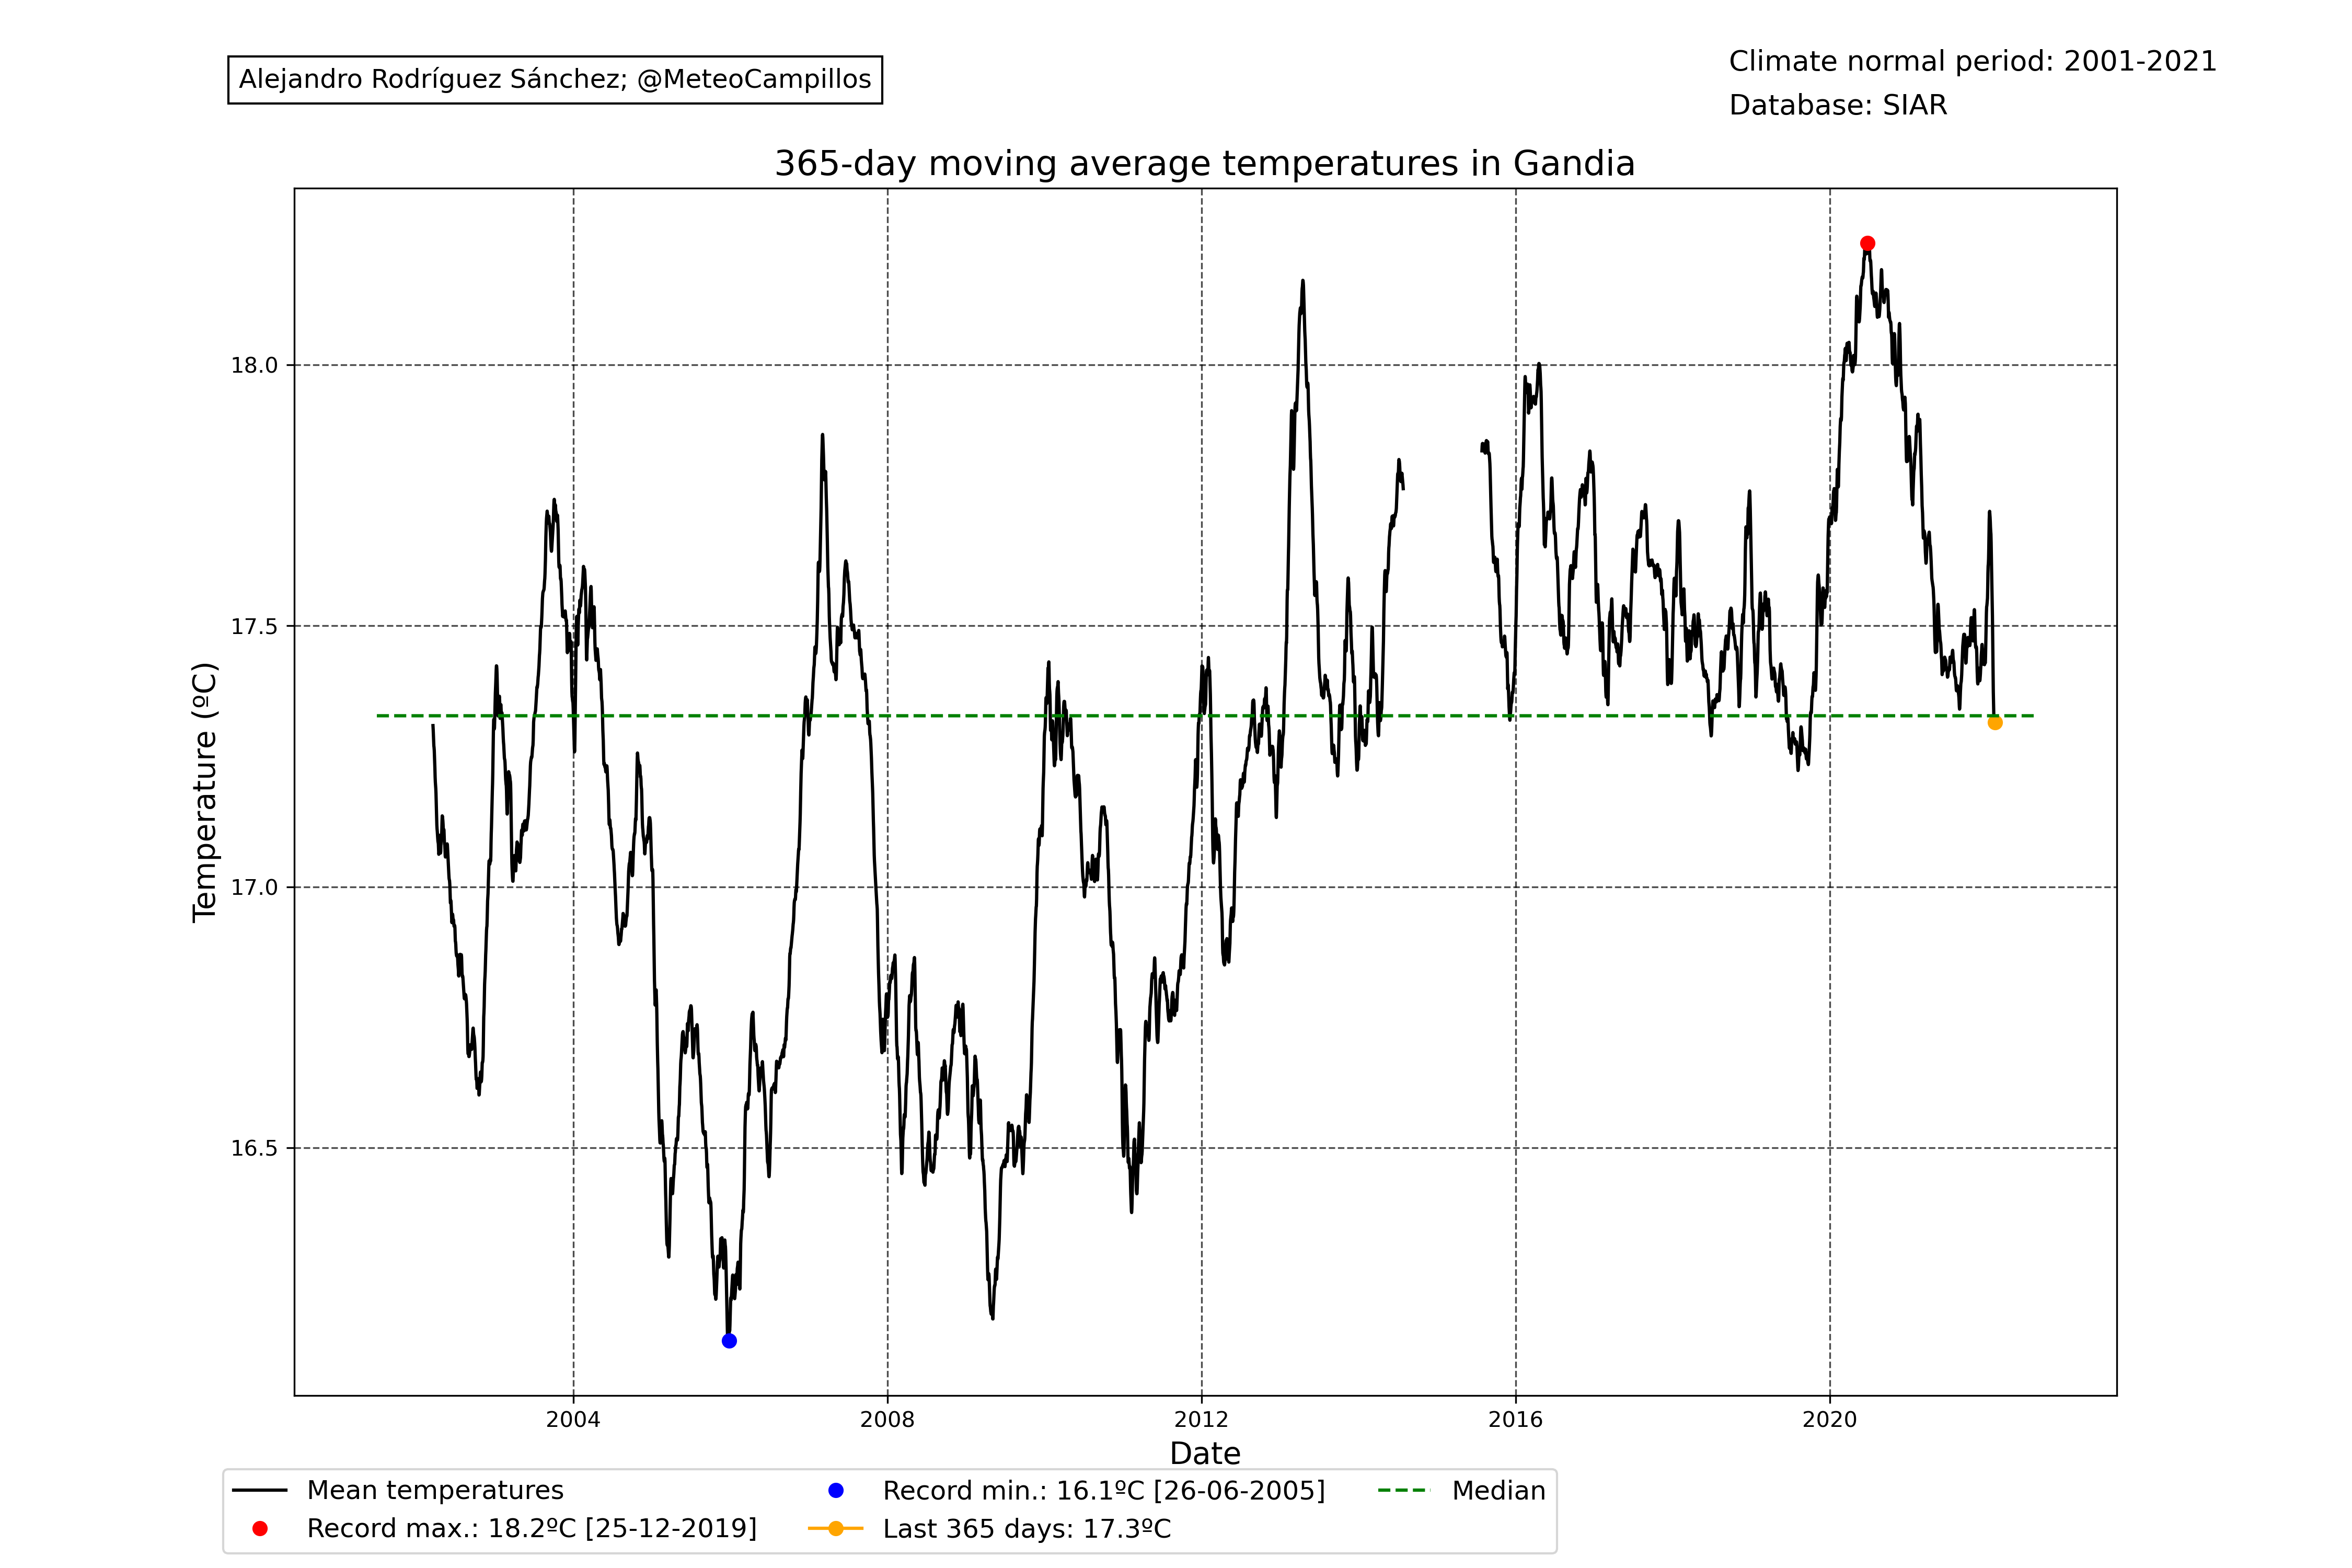 Alejandro Rodríguez Sánchez; @MeteoCampillos
Climate normal period: 2001-2021
Database: SIAR
365-day moving average temperatures in Gandia
18.0
17.5
17.0
16.5
Temperature (ºC)
2004 2008 2012 2016 2020
Date
Mean temperatures
Record max.: 18.2ºC [25-12-2019]
Record min.: 16.1ºC [26-06-2005]
Last 365 days: 17.3ºC
Median